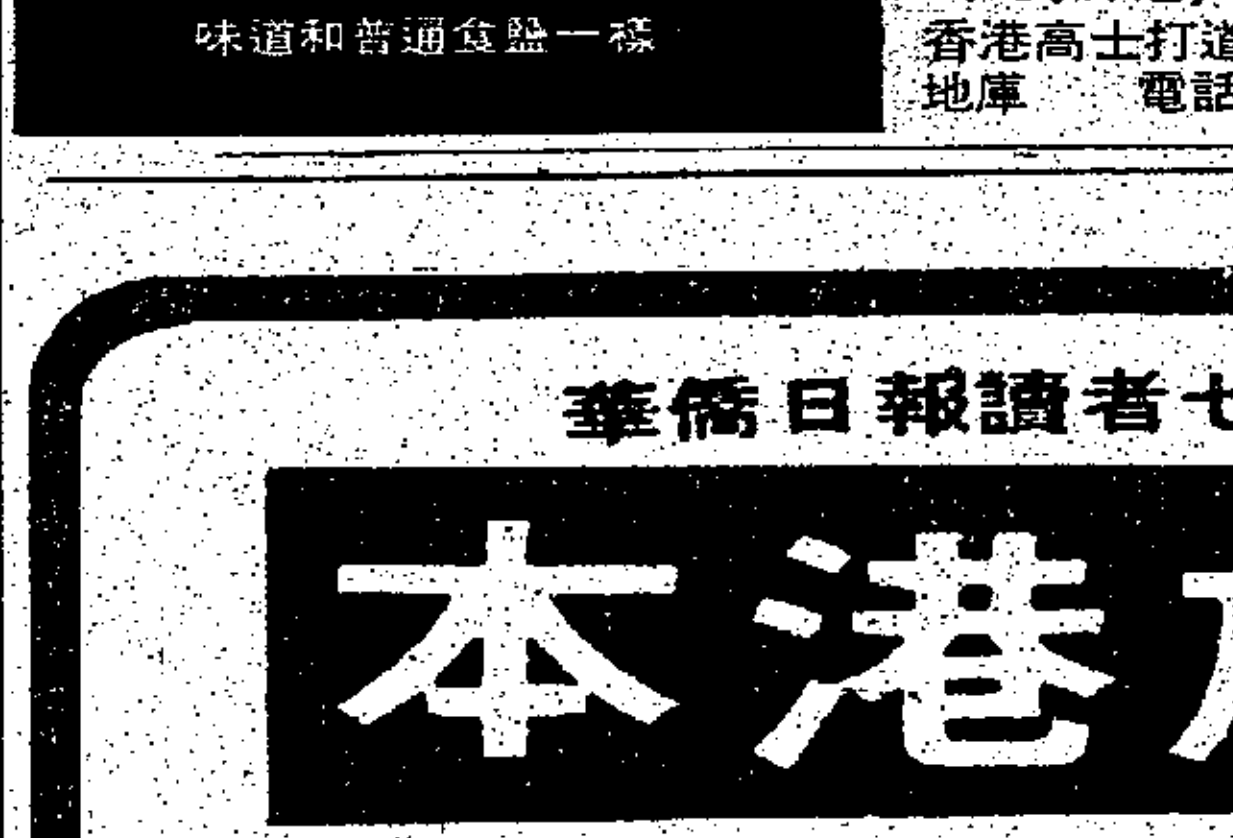 味道和普通食鹽一樣
香港高士打道
地庫 電話
華僑日報讀者
本港